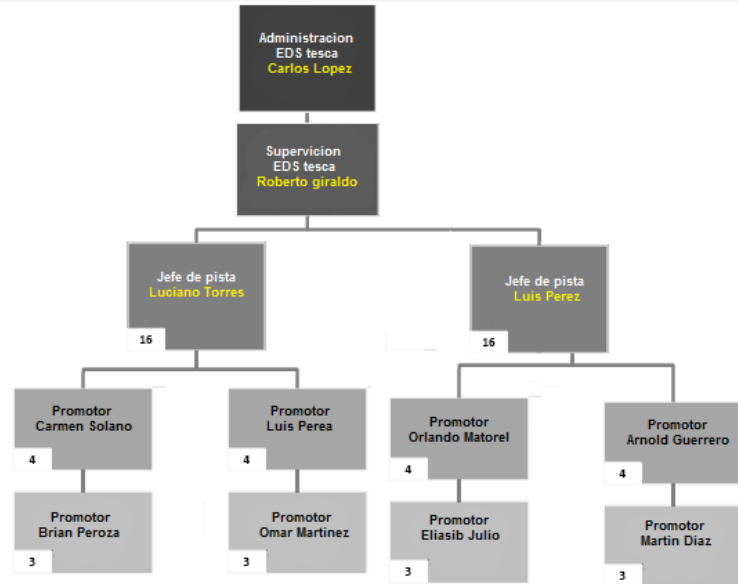 Administracion
EDS tesca
Carlos Lopez
Supervicion
EDS tesca
Roberto giraldo
Jefe de pista
Luciano Torres
16
Jefe de pista
Luis Perez
16
Promotor
Carmen Solano
4
Promotor
Luis Perea
4
Promotor
Orlando Matorel
4
Promotor
Arnold Guerrero
4
Promotor
Brian Peroza
3
Promotor
Omar Martinez
3
Promotor
Eliasib Julio
3
Promotor
Martin Diaz
3